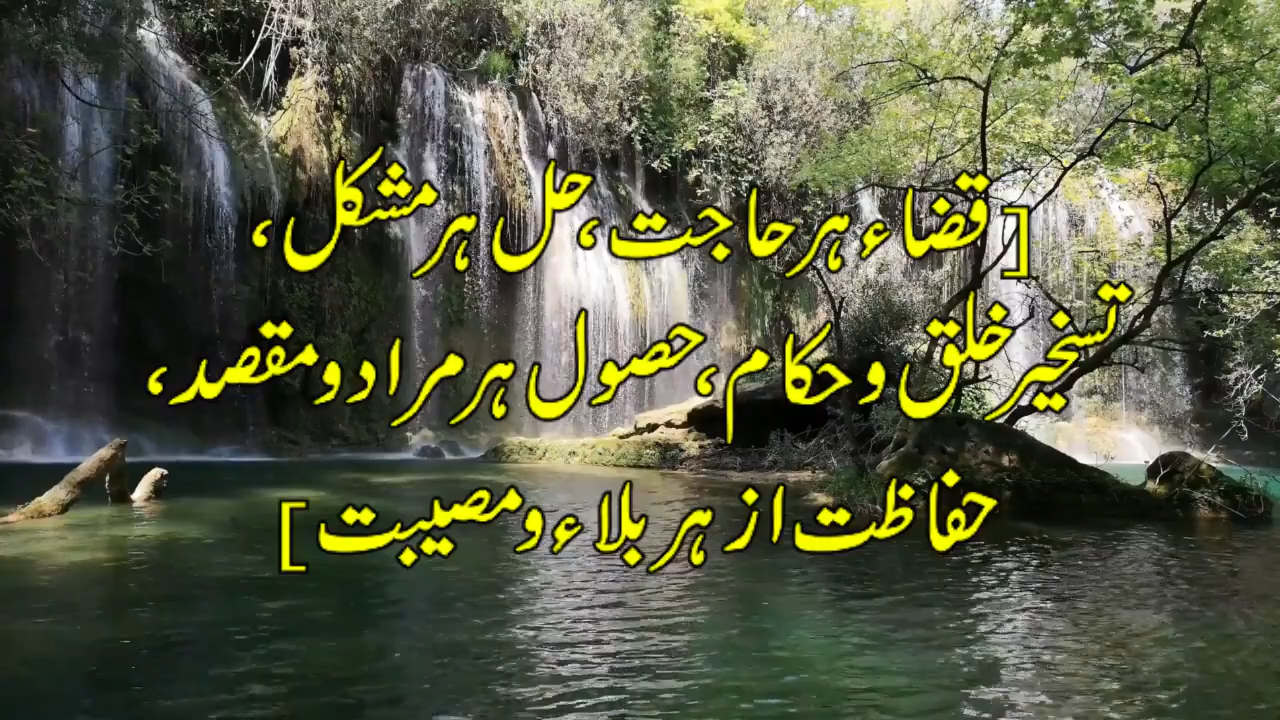 [قضاء ہر حاجت، حل ہر مشکل،
تسخیر خلق و حکام، حصول ہر مراد و مقصد،
حفاظت از ہر بلاء و مصیبت]